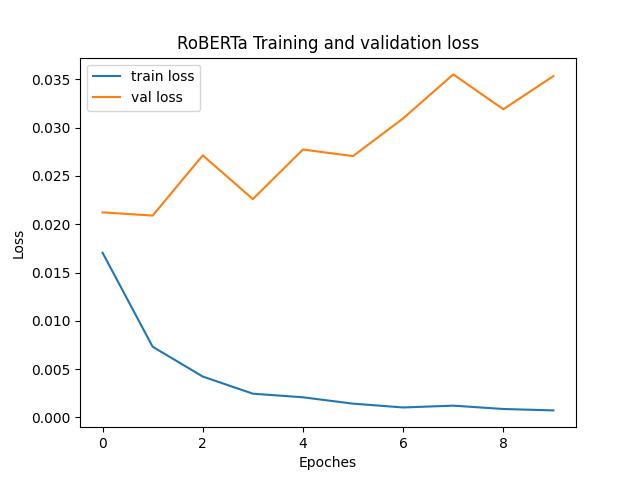 RoBERTa Training and validation loss
train loss
val loss
0.035
0.030
0.025
0.020
0.015
0.010
0.005
0.000
Loss
0 2 4 6 8
Epoches